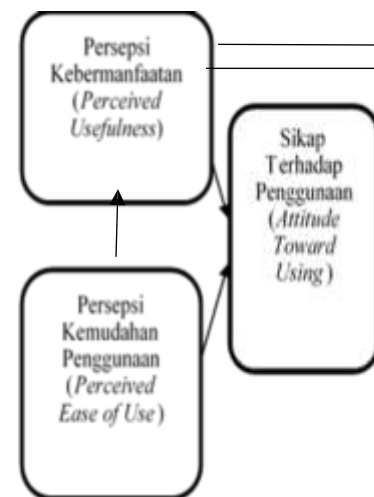 Persepsi
Kebermanfaatan
(Perceived
Usefulness)
Sikap
Terhadap
Penggunaan
(Attitude
Toward
Using)
Persepsi
Kemudahan
Penggunaan
(Perceived
Ease of Use)